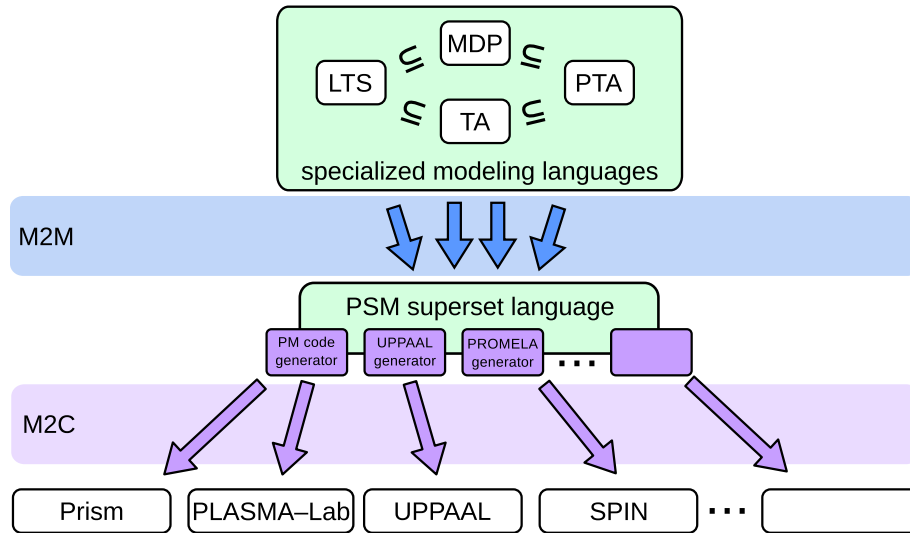 MDP
⊆ ⊆
LTS
PTA
⊆ ⊆
TA
specialized modeling languages
M2M
PSM superset language
PM code
generator
UPPAAL
generator
PROMELA
generator
...
M2C
Prism
PLASMA–Lab
UPPAAL
SPIN
...